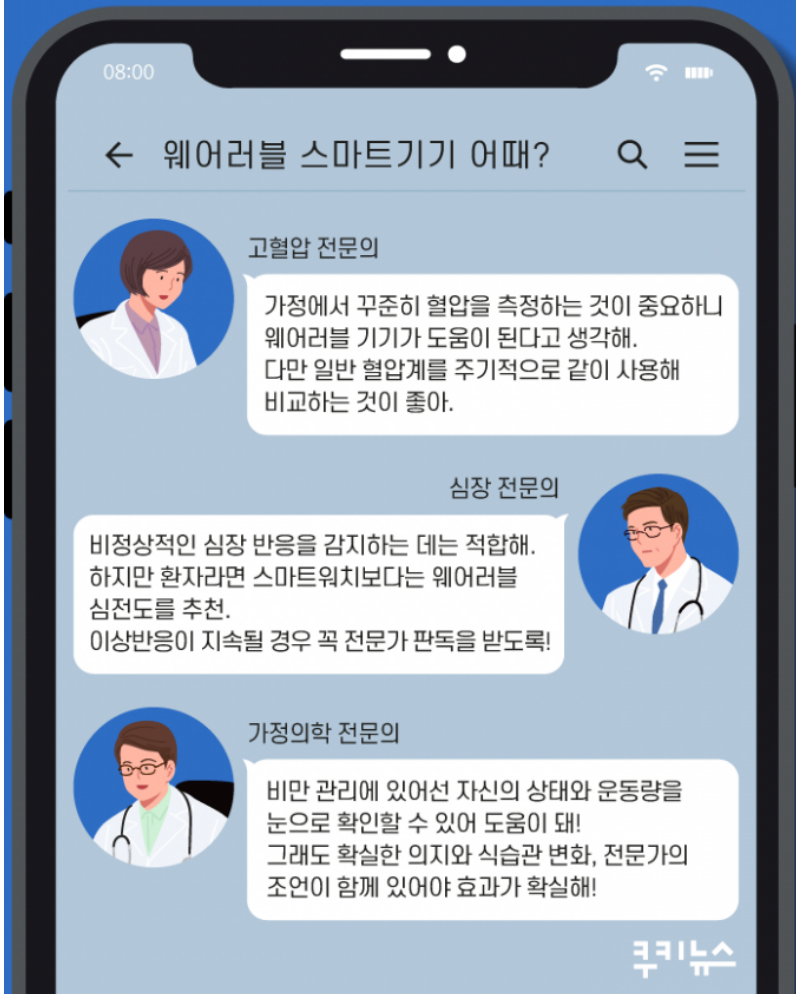 08:00
웨어러블 스마트기기 어때?
고혈압 전문의
가정에서 꾸준히 혈압을 측정하는 것이 중요하니
웨어러블 기기가 도움이 된다고 생각해.
다만 일반 혈압계를 주기적으로 같이 사용해
비교하는 것이 좋아.
심장 전문의
비정상적인 심장 반응을 감지하는 데는 적합해.
하지만 환자라면 스마트워치보다는 웨어러블
심전도를 추천.
이상반응이 지속될 경우 꼭 전문가 판독을 받도록!
가정의학 전문의
비만 관리에 있어선 자신의 상태와 운동량을
눈으로 확인할 수 있어 도움이 돼!
그래도 확실한 의지와 식습관 변화, 전문가의
조언이 함께 있어야 효과가 확실해!
쿠키뉴스